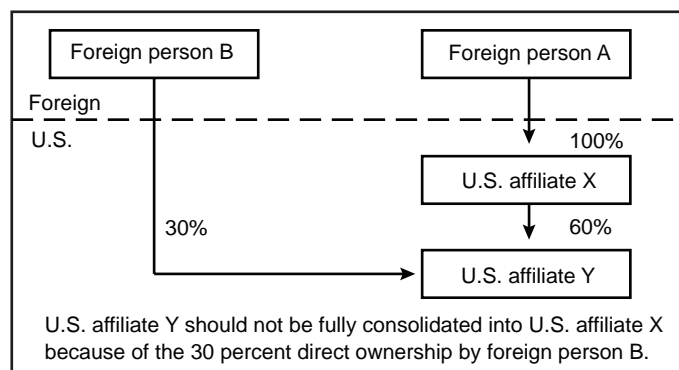 Foreign person B
Foreign person A
Foreign
U.S.
100%
U.S. affiliate X
30%
60%
U.S. affiliate Y
U.S. affiliate Y should not be fully consolidated into U.S. affiliate X
because of the 30 percent direct ownership by foreign person B.